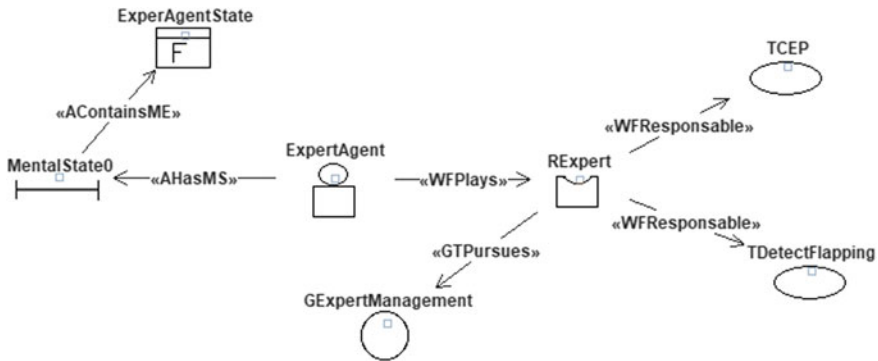 ExperAgentState
F
TCEP
«AContainsME»
«WFResponsable»
ExpertAgent
RExpert
MentalState0
«AHasMS»
«WFPlays»
«WFResponsable»
«GTPursues»
TDetectFlapping
GExpertManagement